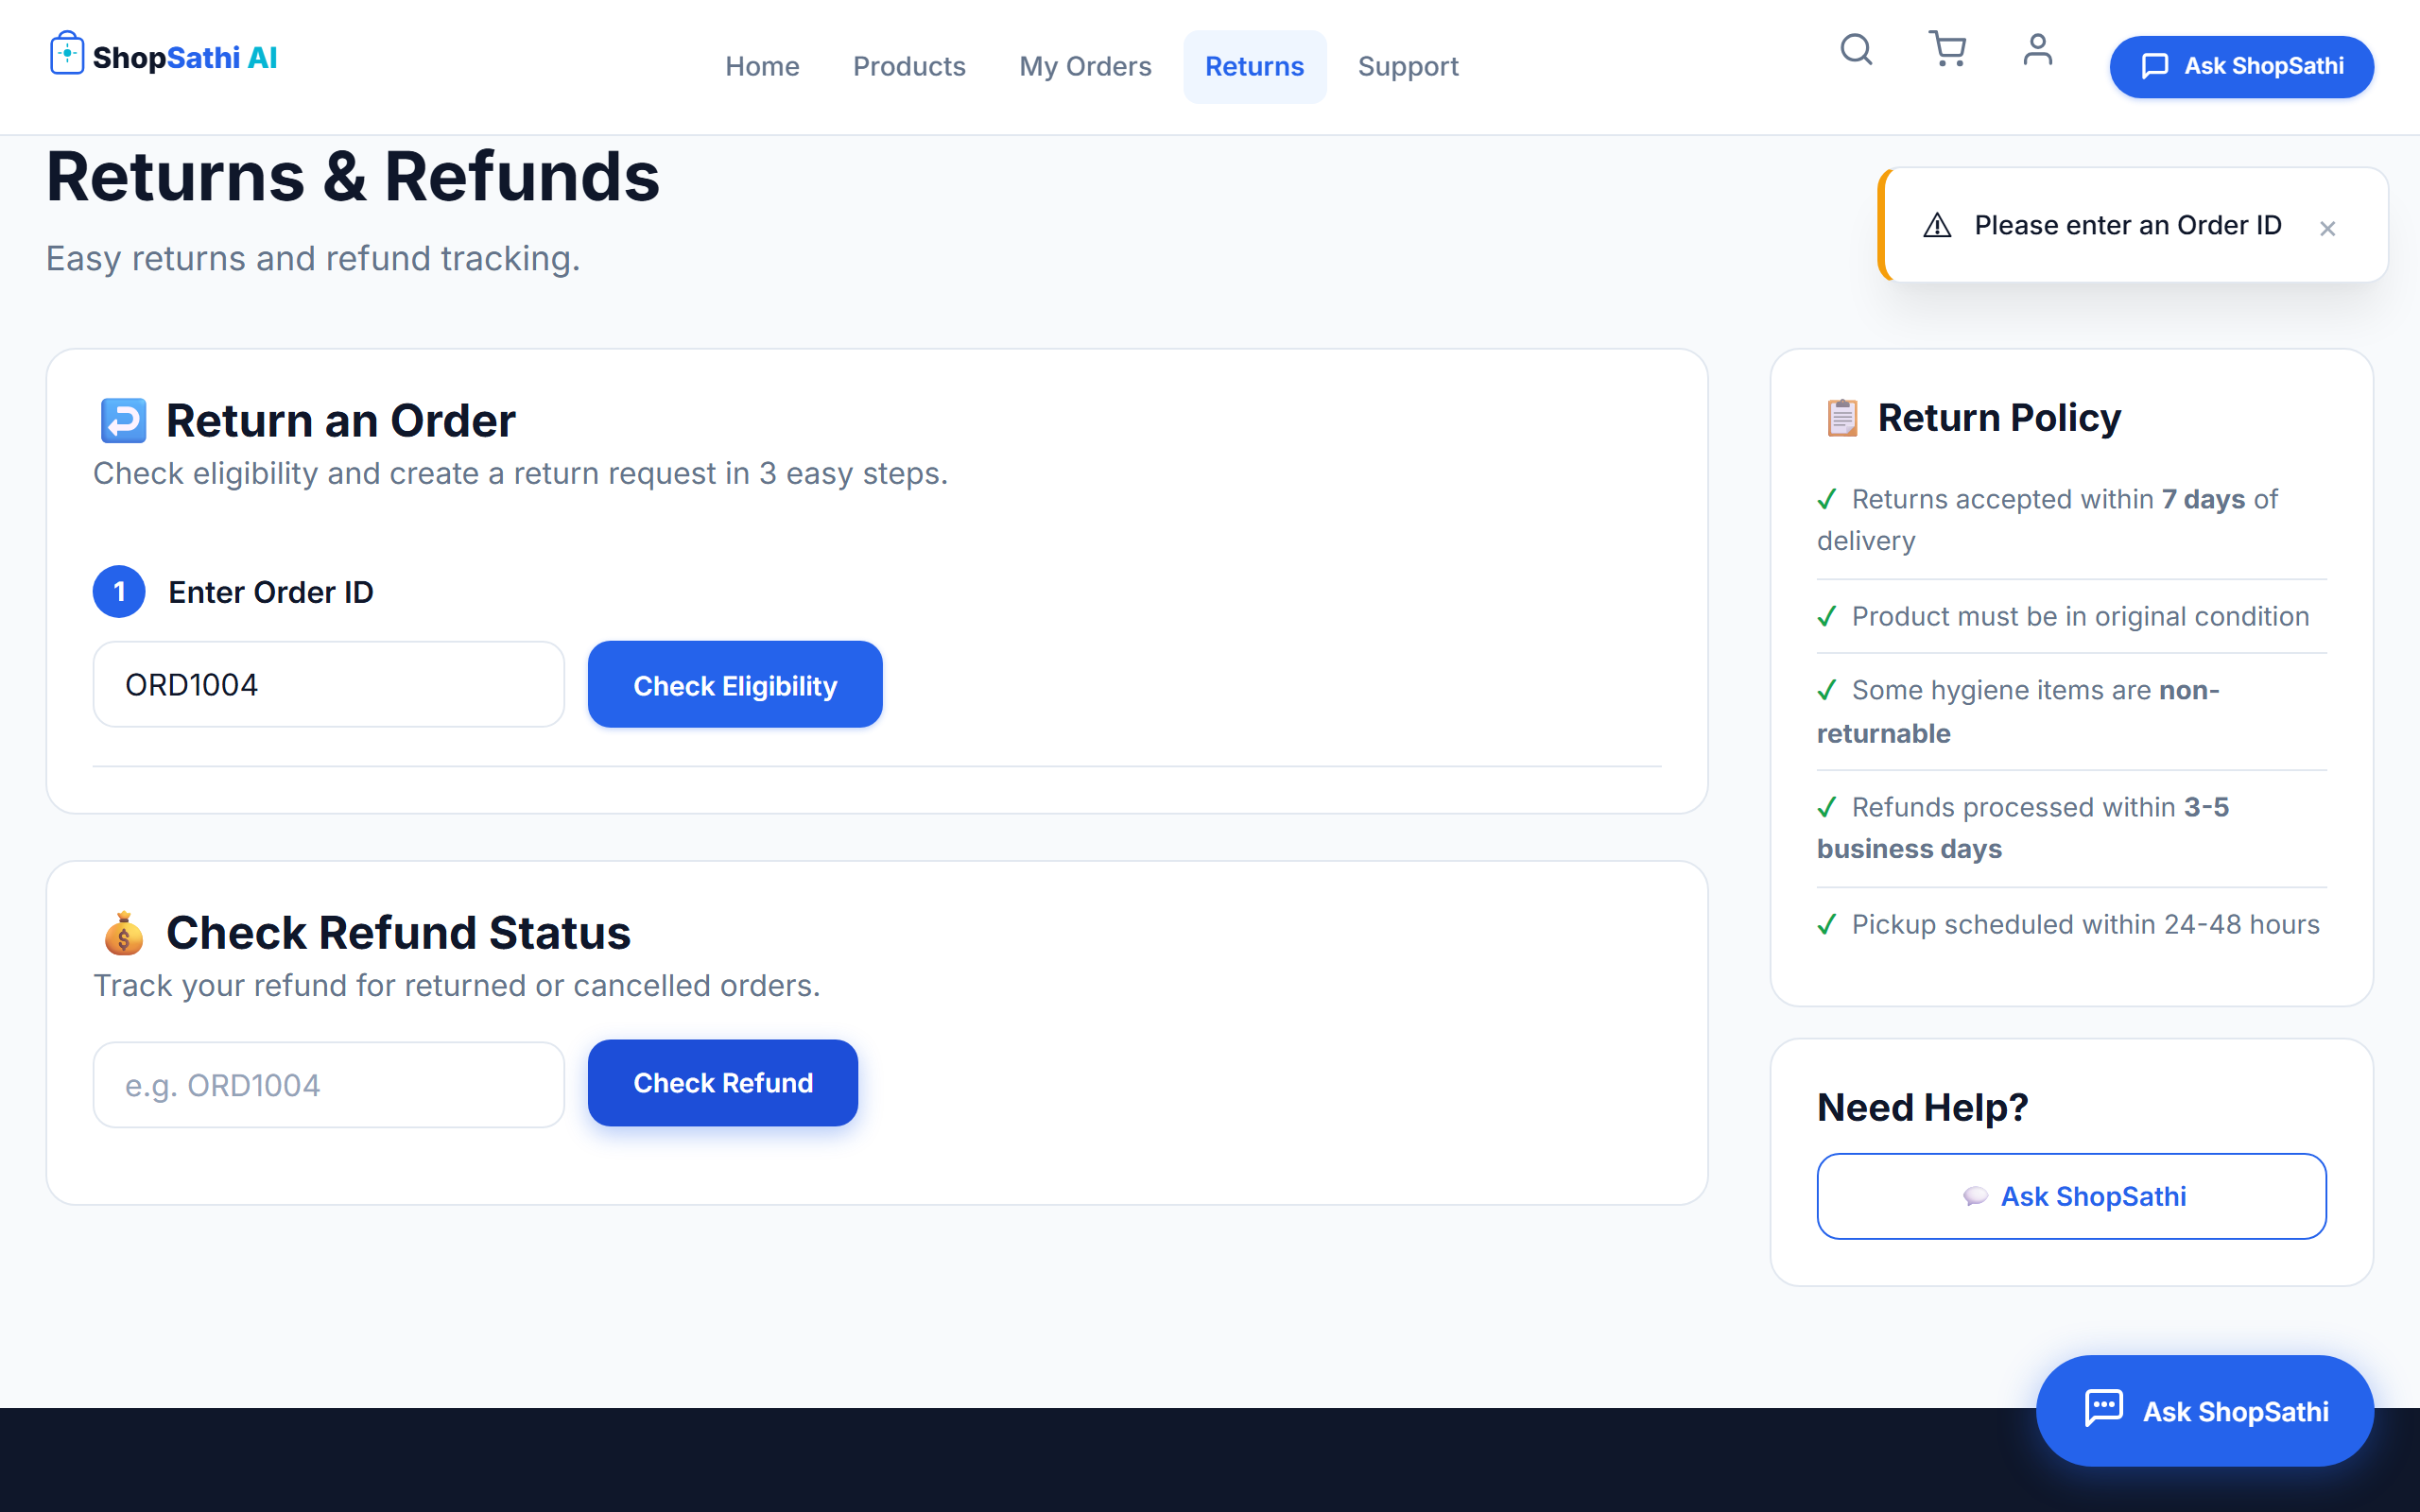 ShopSathi AI
Home
Products
My Orders
Returns
Support
Ask ShopSathi
Returns & Refunds
Easy returns and refund tracking.
Please enter an Order ID
Return an Order
Check eligibility and create a return request in 3 easy steps.
1
Enter Order ID
ORD1004
Check Eligibility
Check Refund Status
Track your refund for returned or cancelled orders.
e.g. ORD1004
Check Refund
Return Policy
✓ Returns accepted within 7 days of
delivery
✓ Product must be in original condition
✓ Some hygiene items are non-
returnable
✓ Refunds processed within 3-5
business days
✓ Pickup scheduled within 24-48 hours
Need Help?
Ask ShopSathi
Ask ShopSathi